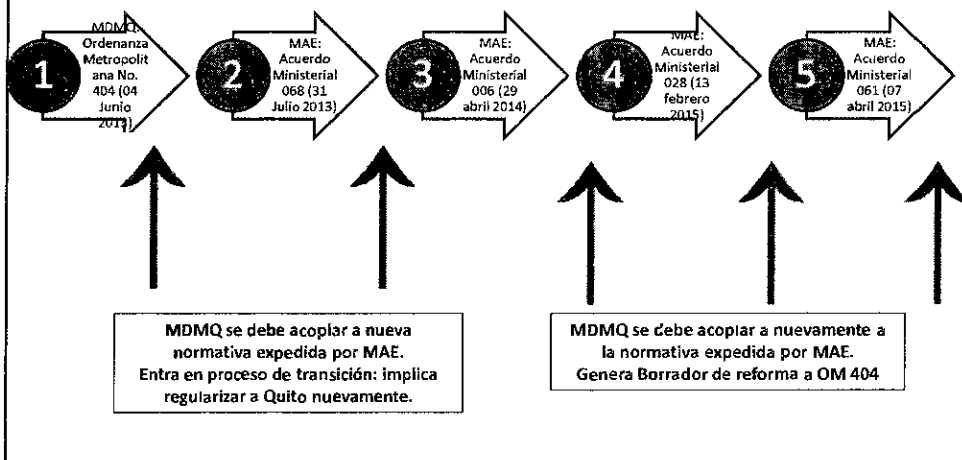 1
MDMQ:
Ordenanza
Metropolit
ana No.
404 (04
Junio
2013)
2
MAE:
Acuerdo
Ministerial
068 (31
Julio 2013)
3
MAE:
Acuerdo
Ministerial
006 (29
abril 2014)
4
MAE:
Acuerdo
Ministerial
028 (13
febrero
2015)
5
MAE:
Acuerdo
Ministerial
061 (07
abril 2015)
MDMQ se debe acoplar a nueva
normativa expedida por MAE.
Entra en proceso de transición: implica
regularizar a Quito nuevamente.
MDMQ se debe acoplar a nuevamente a
la normativa expedida por MAE.
Genera Borrador de reforma a OM 404